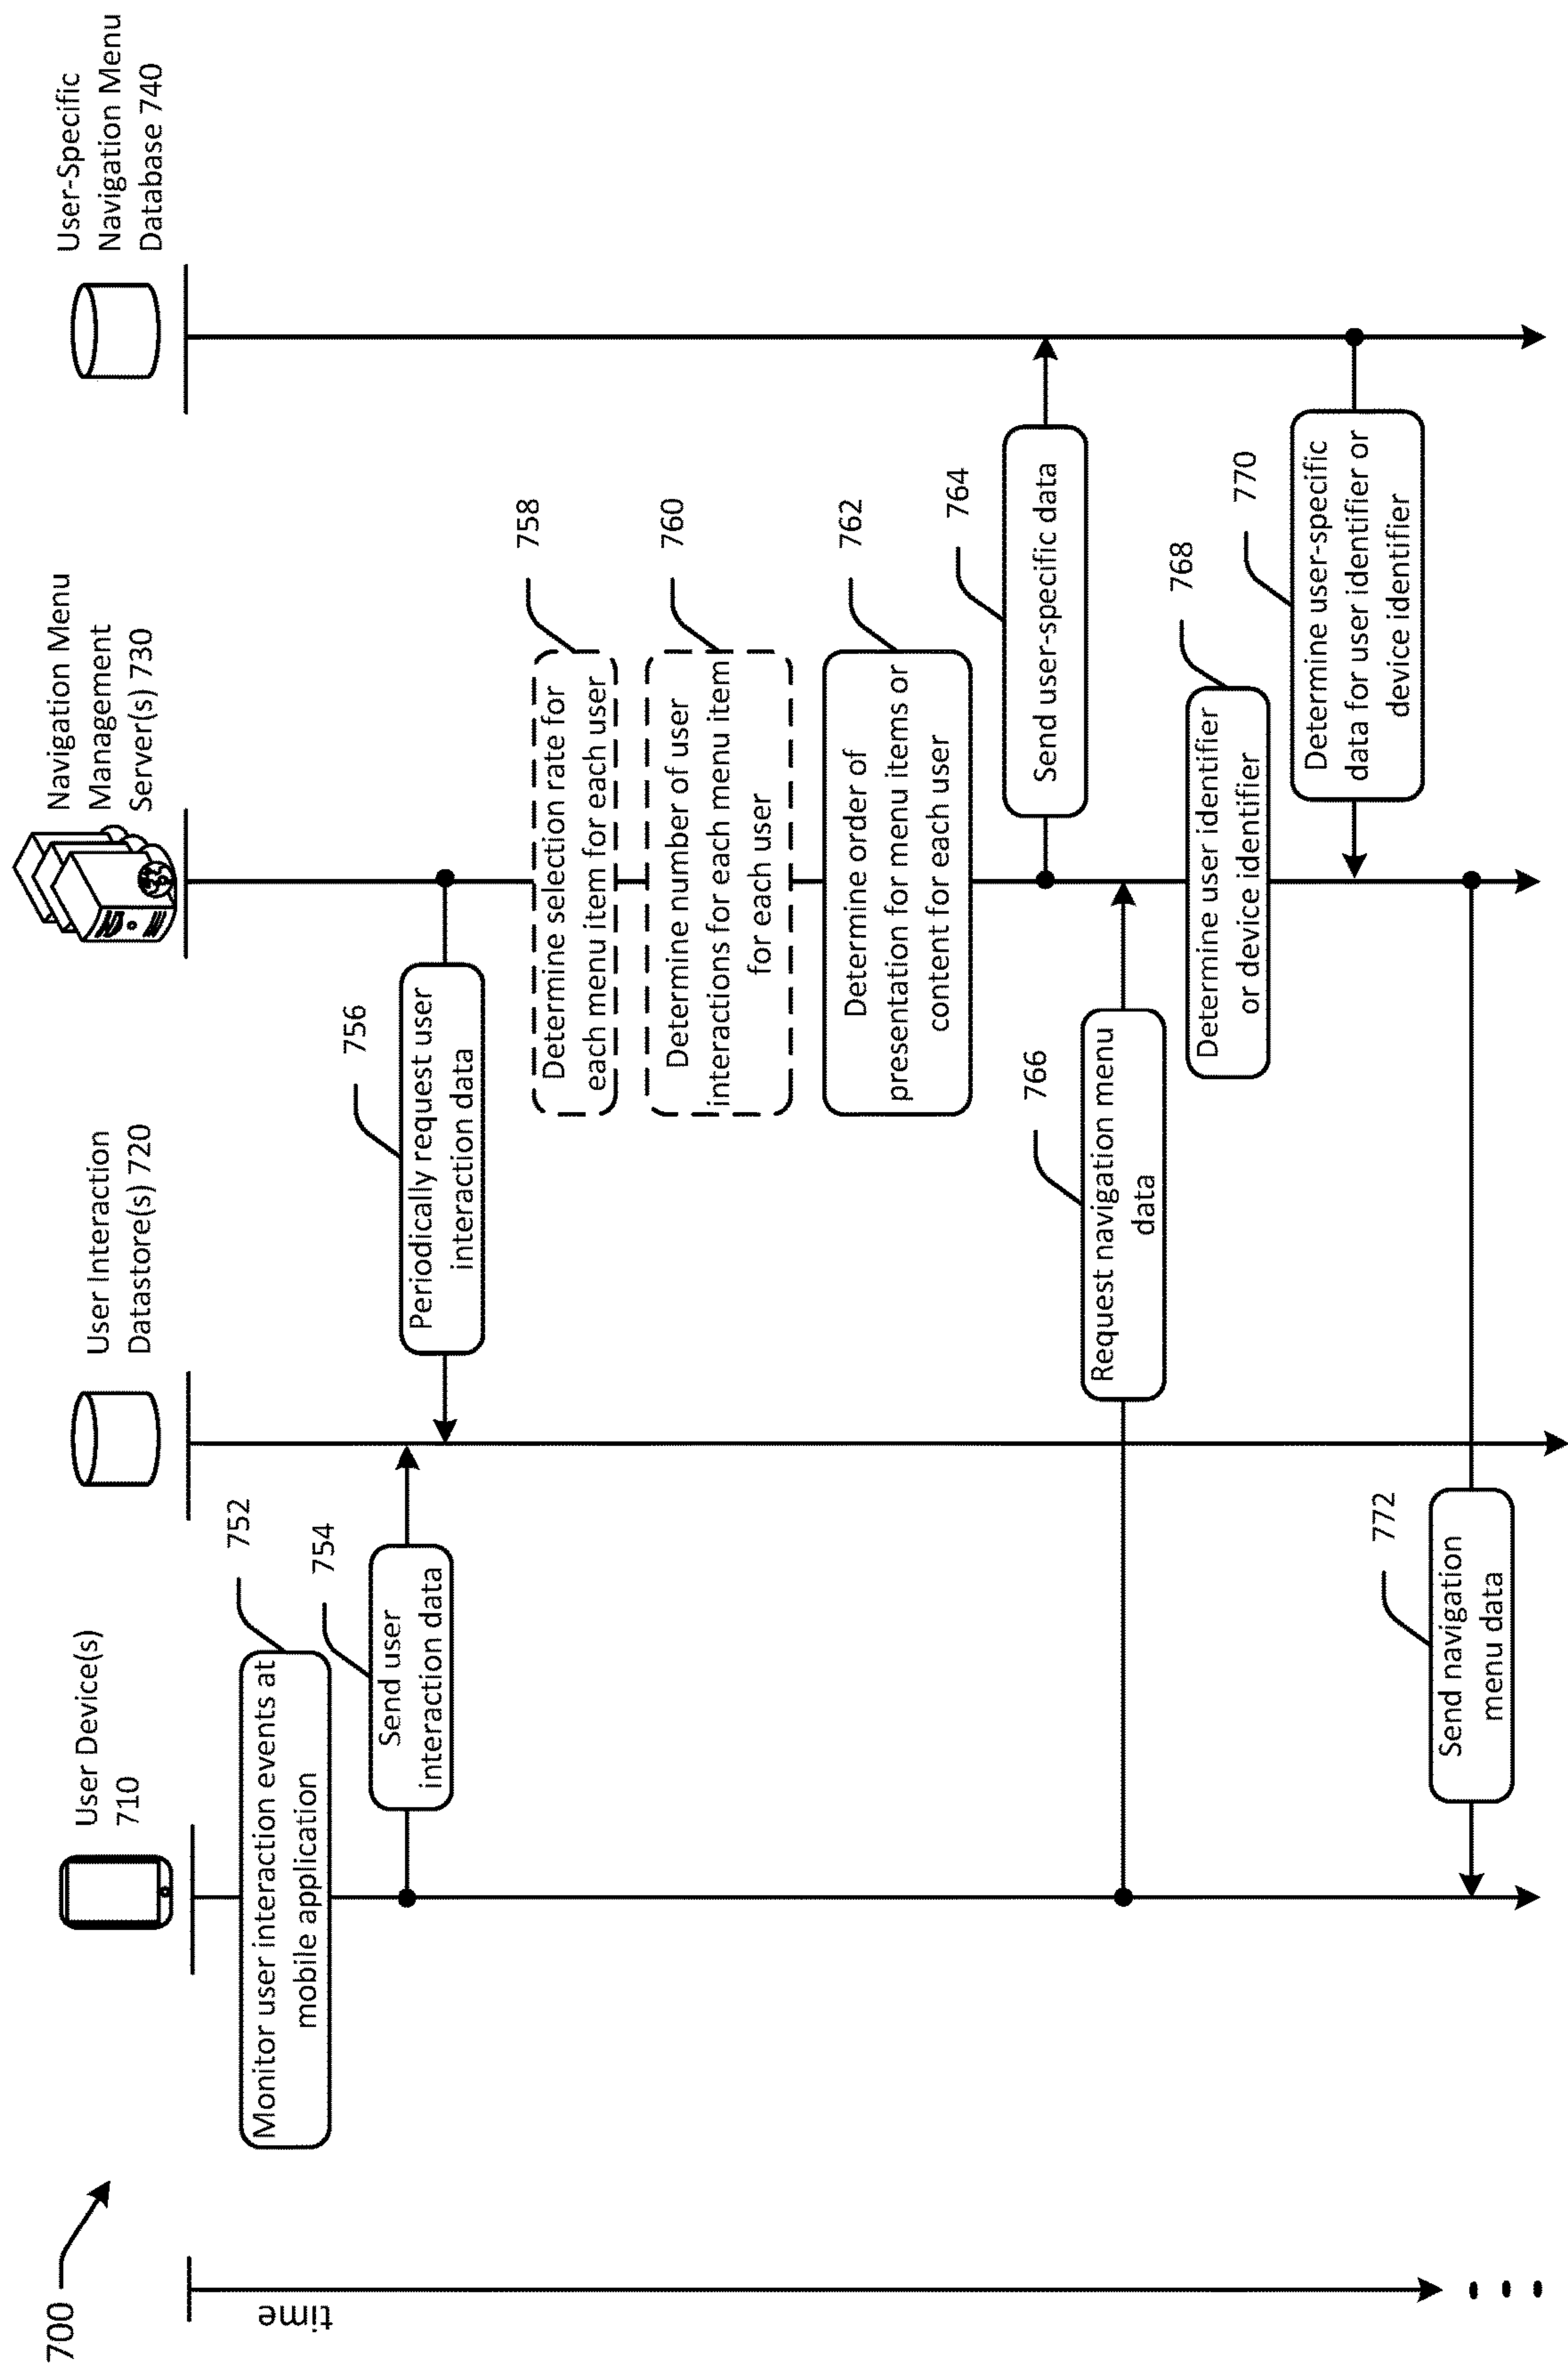 700
time
User Device(s)
710
User Interaction
Datastore(s) 720
Navigation Menu
Management
Server(s) 730
User-Specific
Navigation Menu
Database 740
752
Monitor user interaction events at
mobile application
754
Send user
interaction data
756
Periodically request user
interaction data
758
Determine selection rate for
each menu item for each user
760
Determine number of user
interactions for each menu item
for each user
762
Determine order of
presentation for menu items or
content for each user
764
Send user-specific data
766
Request navigation menu
data
768
Determine user identifier
or device identifier
770
Determine user-specific
data for user identifier or
device identifier
772
Send navigation
menu data